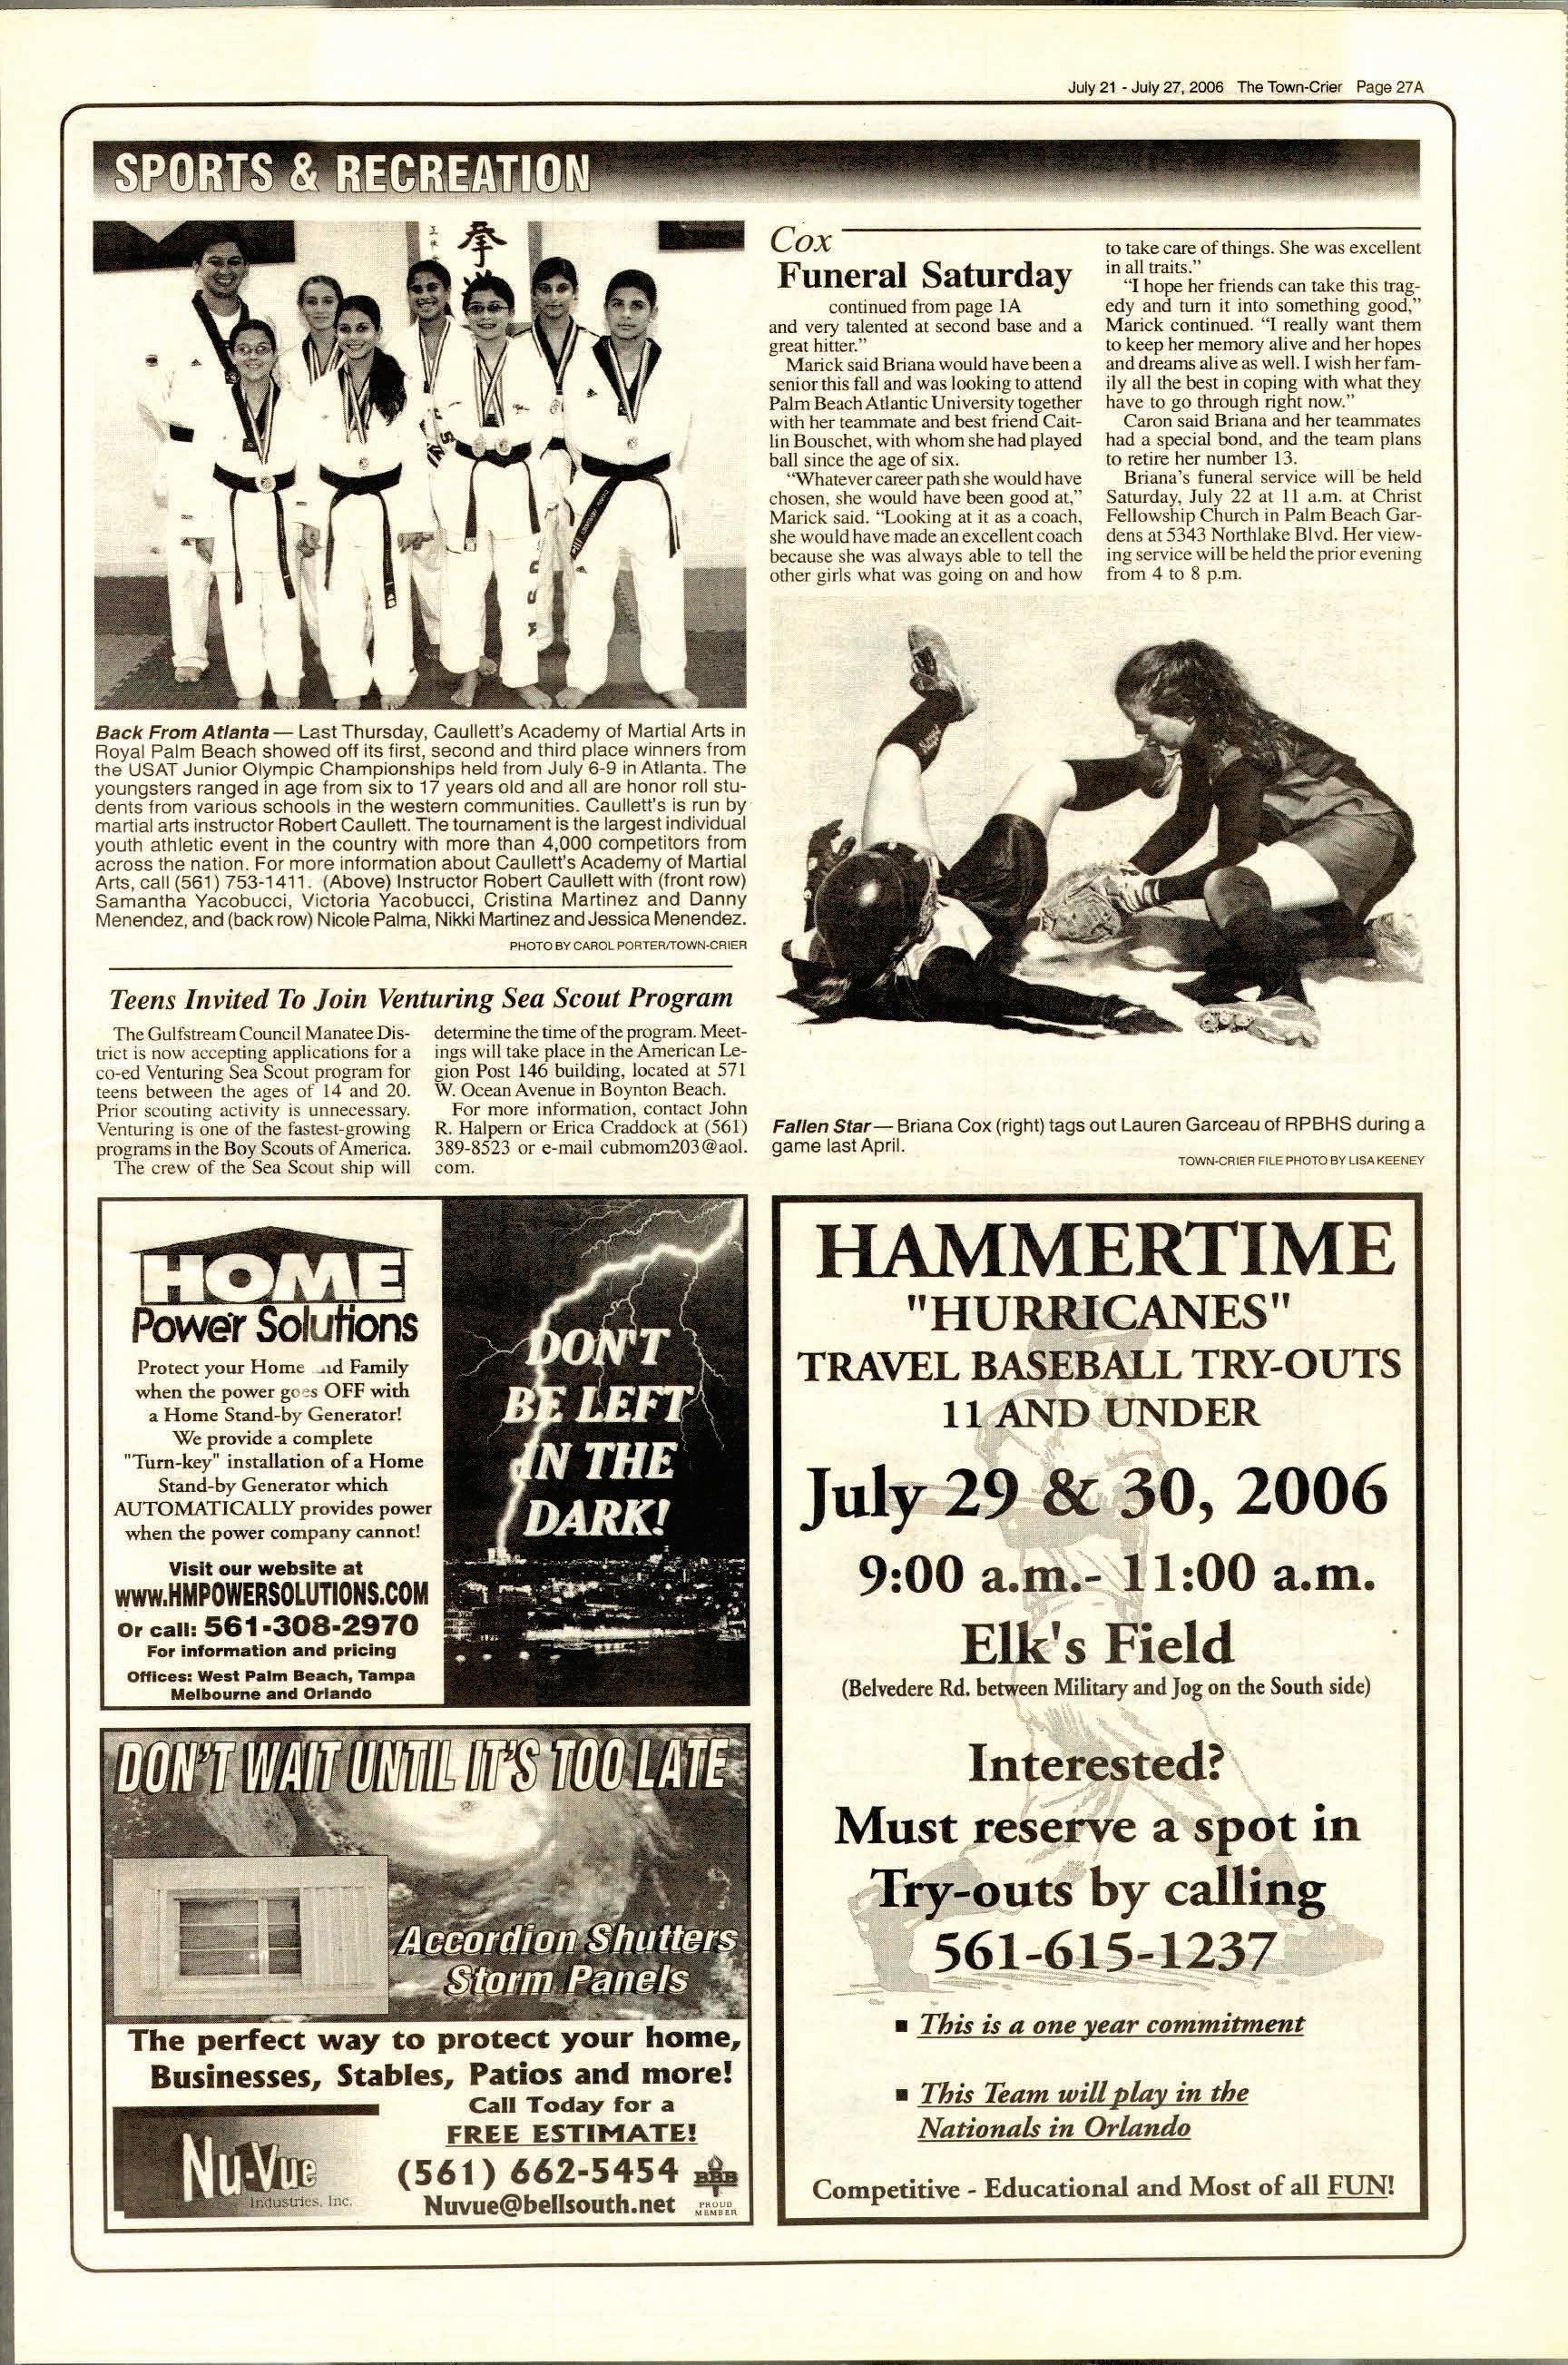 July 21 - July 27, 2006 The Town-Crier Page 27A
SPORTS & RECREATION
Back From Atlanta — Last Thursday, Caullett's Academy of Martial Arts in
Royal Palm Beach showed off its first, second and third place winners from
the USAT Junior Olympic Championships held from July 6-9 in Atlanta. The
youngsters ranged in age from six to 17 years old and all are honor roll stu-
dents from various schools in the western communities. Caullett's is run by
martial arts instructor Robert Caullett. The tournament is the largest individual
youth athletic event in the country with more than 4,000 competitors from
across the nation. For more information about Caullett's Academy of Martial
Arts, call (561) 753-1411. (Above) Instructor Robert Caullett with (front row)
Samantha Yacobucci, Victoria Yacobucci, Cristina Martinez and Danny
Menendez, and (back row) Nicole Palma, Nikki Martinez and Jessica Menendez.
PHOTO BY CAROL PORTER/TOWN-CRIER
Teens Invited To Join Venturing Sea Scout Program
The Gulfstream Council Manatee Dis-
trict is now accepting applications for a
co-ed Venturing Sea Scout program for
teens between the ages of 14 and 20.
Prior scouting activity is unnecessary.
Venturing is one of the fastest-growing
programs in the Boy Scouts of America.
The crew of the Sea Scout ship will
determine the time of the program. Meet-
ings will take place in the American Le-
gion Post 146 building, located at 571
W. Ocean Avenue in Boynton Beach.
For more information, contact John
R. Halpern or Erica Craddock at (561)
389-8523 or e-mail cubmom203@aol.
com.
Cox
Funeral Saturday
continued from page 1A
and very talented at second base and a
great hitter."
Marick said Briana would have been a
senior this fall and was looking to attend
Palm Beach Atlantic University together
with her teammate and best friend Cait-
lin Bouschet, with whom she had played
ball since the age of six.
"Whatever career path she would have
chosen, she would have been good at,"
Marick said. "Looking at it as a coach,
she would have made an excellent coach
because she was always able to tell the
other girls what was going on and how
to take care of things. She was excellent
in all traits."
"I hope her friends can take this trag-
edy and turn it into something good,"
Marick continued. "I really want them
to keep her memory alive and her hopes
and dreams alive as well. I wish her fam-
ily all the best in coping with what they
have to go through right now."
Caron said Briana and her teammates
had a special bond, and the team plans
to retire her number 13.
Briana's funeral service will be held
Saturday, July 22 at 11 a.m. at Christ
Fellowship Church in Palm Beach Gar-
dens at 5343 Northlake Blvd. Her view-
ing service will be held the prior evening
from 4 to 8 p.m.
Fallen Star — Briana Cox (right) tags out Lauren Garceau of RPBHS during a
game last April.
TOWN-CRIER FILE PHOTO BY LISA KEENEY
HOME
Power Solutions
Protect your Home Family
when the power goes OFF with
a Home Stand-by Generator!
We provide a complete
"Turn-key" installation of a Home
Stand-by Generator which
AUTOMATICALLY provides power
when the power company cannot!
Visit our website at
WWW.HMPOWERSOLUTIONS.COM
Or call: 561-308-2970
For information and pricing
Offices: West Palm Beach, Tampa
Melbourne and Orlando
DON'T
BE LEFT
IN THE
DARK!
DON'T WAIT UNTIL IT'S TOO LATE
Accordion Shutters
Storm Panels
The perfect way to protect your home,
Businesses, Stables, Patios and more!
Call Today for a
FREE ESTIMATE!
(561) 662-5454
Nuvue@bellsouth.net
Nu-Vue
Industries, Inc.
BBB
PROUD
MEMBER
HAMMERTIME
"HURRICANES"
TRAVEL BASEBALL TRY-OUTS
11 AND UNDER
July 29 & 30, 2006
9:00 a.m.- 11:00 a.m.
Elk's Field
(Belvedere Rd. between Military and Jog on the South side)
Interested?
Must reserve a spot in
Try-outs by calling
561-615-1237
▪ This is a one year commitment
▪ This Team will play in the
Nationals in Orlando
Competitive - Educational and Most of all FUN!